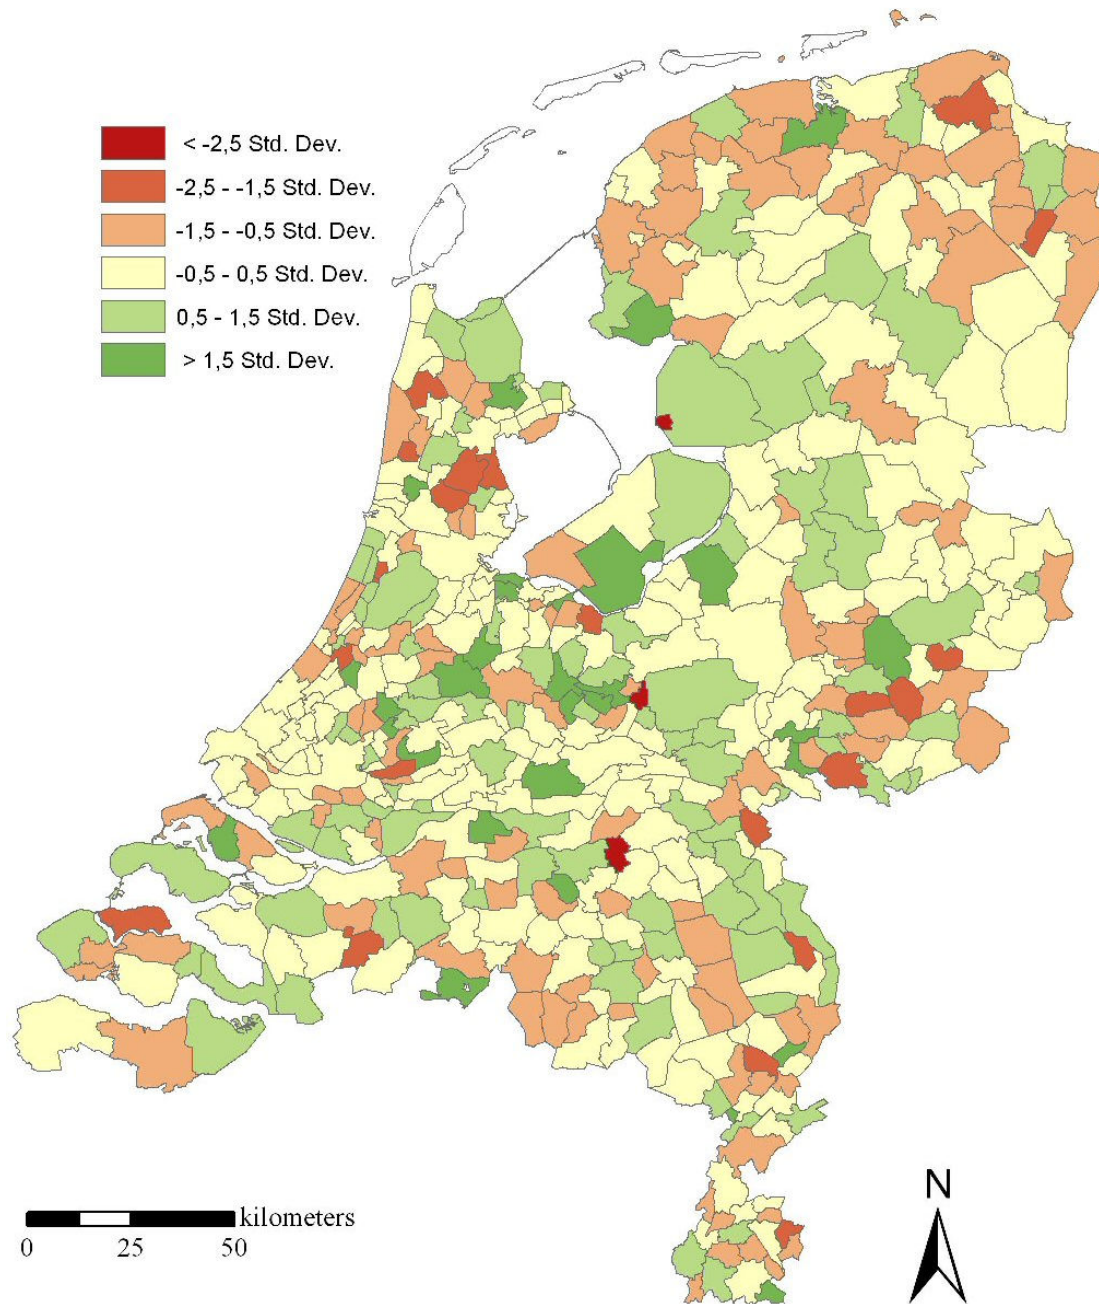 < -2,5 Std. Dev.
-2,5 - -1,5 Std. Dev.
-1,5 - -0,5 Std. Dev.
-0,5 - 0,5 Std. Dev.
0,5 - 1,5 Std. Dev.
> 1,5 Std. Dev.
kilometers
0 25 50
N